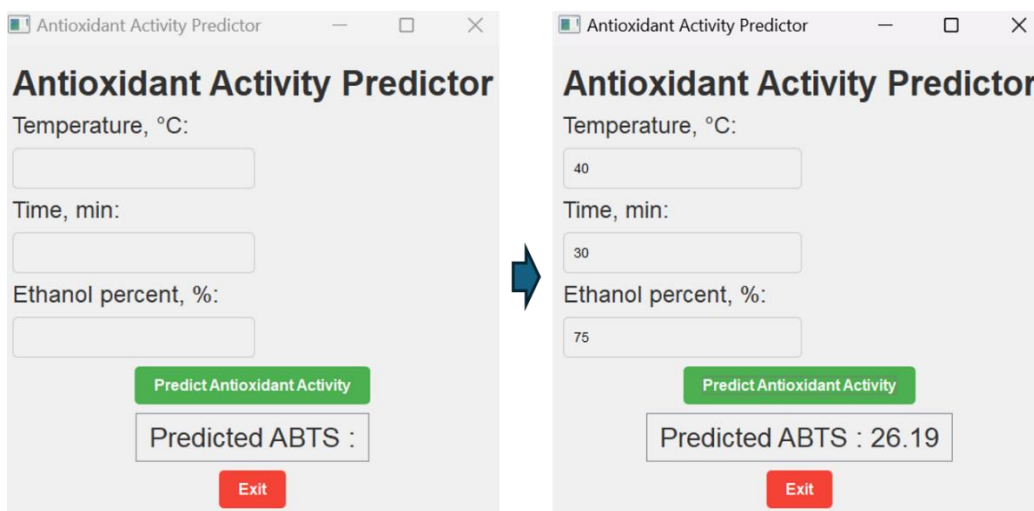 Antioxidant Activity Predictor
Antioxidant Activity Predictor
Temperature, °C:
Time, min:
Ethanol percent, %:
Predict Antioxidant Activity
Predicted ABTS :
Exit
Antioxidant Activity Predictor
Antioxidant Activity Predictor
Temperature, °C:
40
Time, min:
30
Ethanol percent, %:
75
Predict Antioxidant Activity
Predicted ABTS : 26.19
Exit